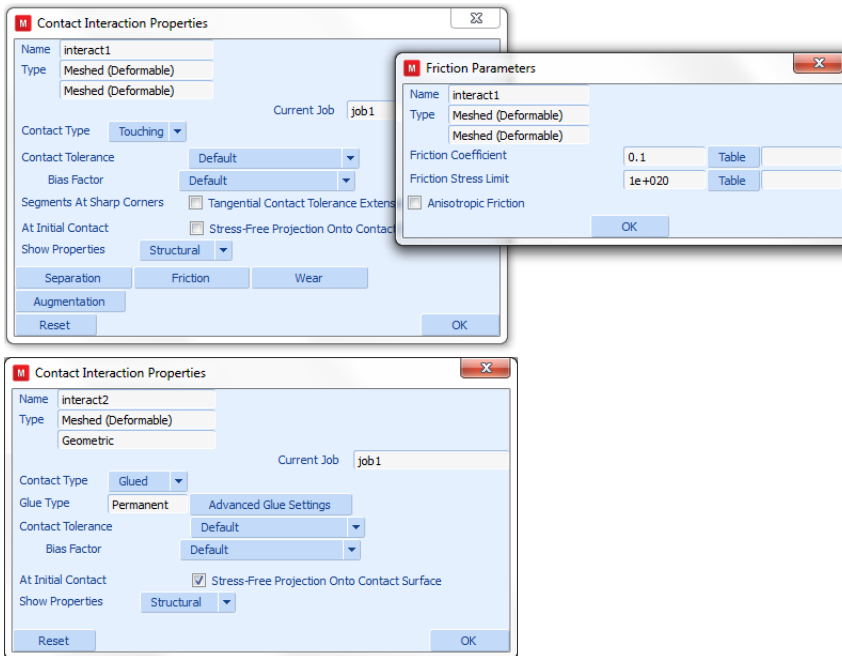 M Contact Interaction Properties
Name interact1
Type Meshed (Deformable)
Meshed (Deformable)
Current Job job1
Contact Type Touching
Contact Tolerance Default
Bias Factor Default
Segments At Sharp Corners Tangential Contact Tolerance Extens
At Initial Contact Stress-Free Projection Onto Contact
Show Properties Structural
Separation Friction Wear
Augmentation
Reset OK
M Friction Parameters
Name interact1
Type Meshed (Deformable)
Meshed (Deformable)
Friction Coefficient 0.1 Table
Friction Stress Limit 1e+020 Table
Anisotropic Friction
OK
M Contact Interaction Properties
Name interact2
Type Meshed (Deformable)
Geometric
Current Job job1
Contact Type Glued
Glue Type Permanent Advanced Glue Settings
Contact Tolerance Default
Bias Factor Default
At Initial Contact Stress-Free Projection Onto Contact Surface
Show Properties Structural
Reset OK